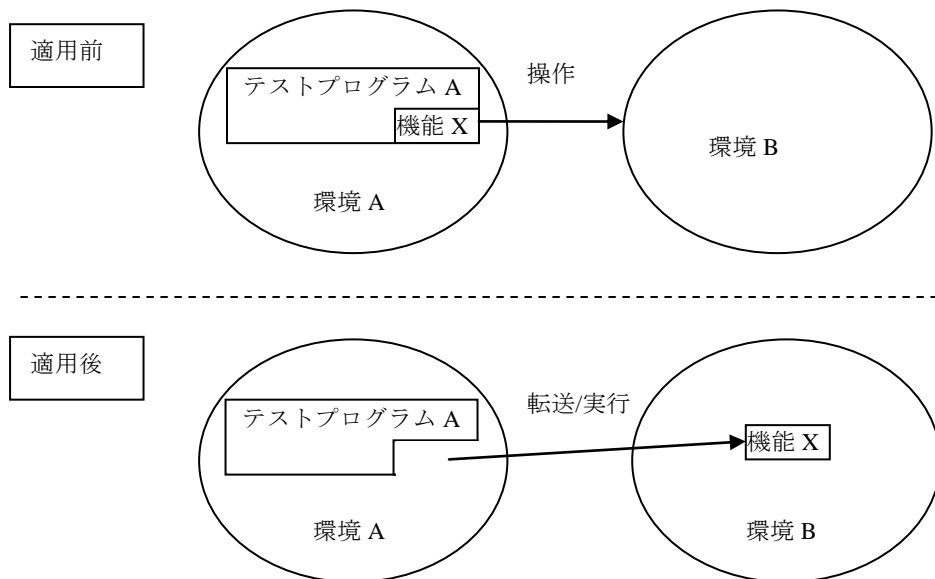 適用前
テストプログラム A
機能 X
操作
環境 A
環境 B
適用後
テストプログラム A
転送/実行
機能 X
環境 A
環境 B